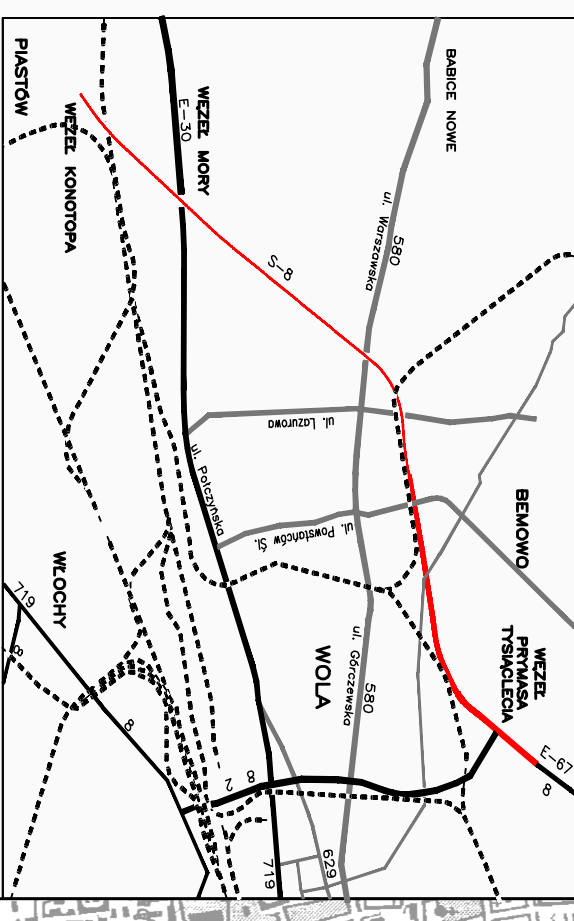 PIASTÓW
WĘZEŁ KONOTOPA
WĘZEŁ MORY
E-30
BABICE NOWE
ul. Warszawska
580
S-8
ul. Lazurowa
ul. Połczyńska
ul. Powstańców Śl.
BEMOWO
WŁOCHY
719
8
WOLA
ul. Górczewska
580
WĘZEŁ
PRYMASA
TYSIĄCLECIA
E-67
8
8
8
2
719
629